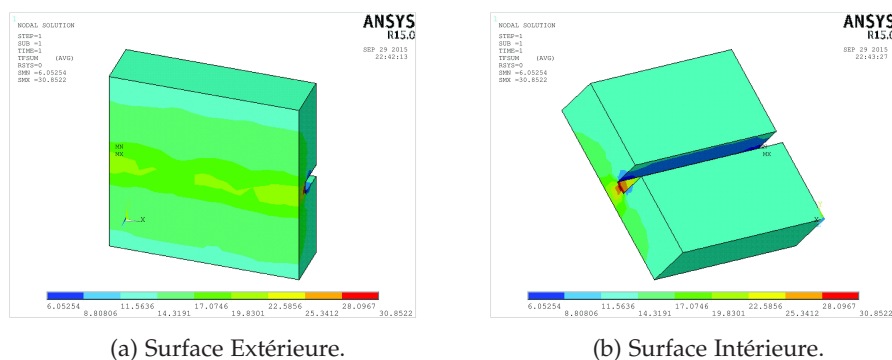 1
NODAL SOLUTION
STEP=1
SUB =1
TIME=1
TFSUM (AVG)
RSYS=0
SMN =6.05254
SMX =30.8522
ANSYS
R15.0
SEP 29 2015
22:42:13
MN
MX
X
6.05254 11.5636 17.0746 22.5856 28.0967
8.80806 14.3191 19.8301 25.3412 30.8522
(a) Surface Extérieure.
1
NODAL SOLUTION
STEP=1
SUB =1
TIME=1
TFSUM (AVG)
RSYS=0
SMN =6.05254
SMX =30.8522
ANSYS
R15.0
SEP 29 2015
22:43:27
MX
6.05254 11.5636 17.0746 22.5856 28.0967
8.80806 14.3191 19.8301 25.3412 30.8522
(b) Surface Intérieure.